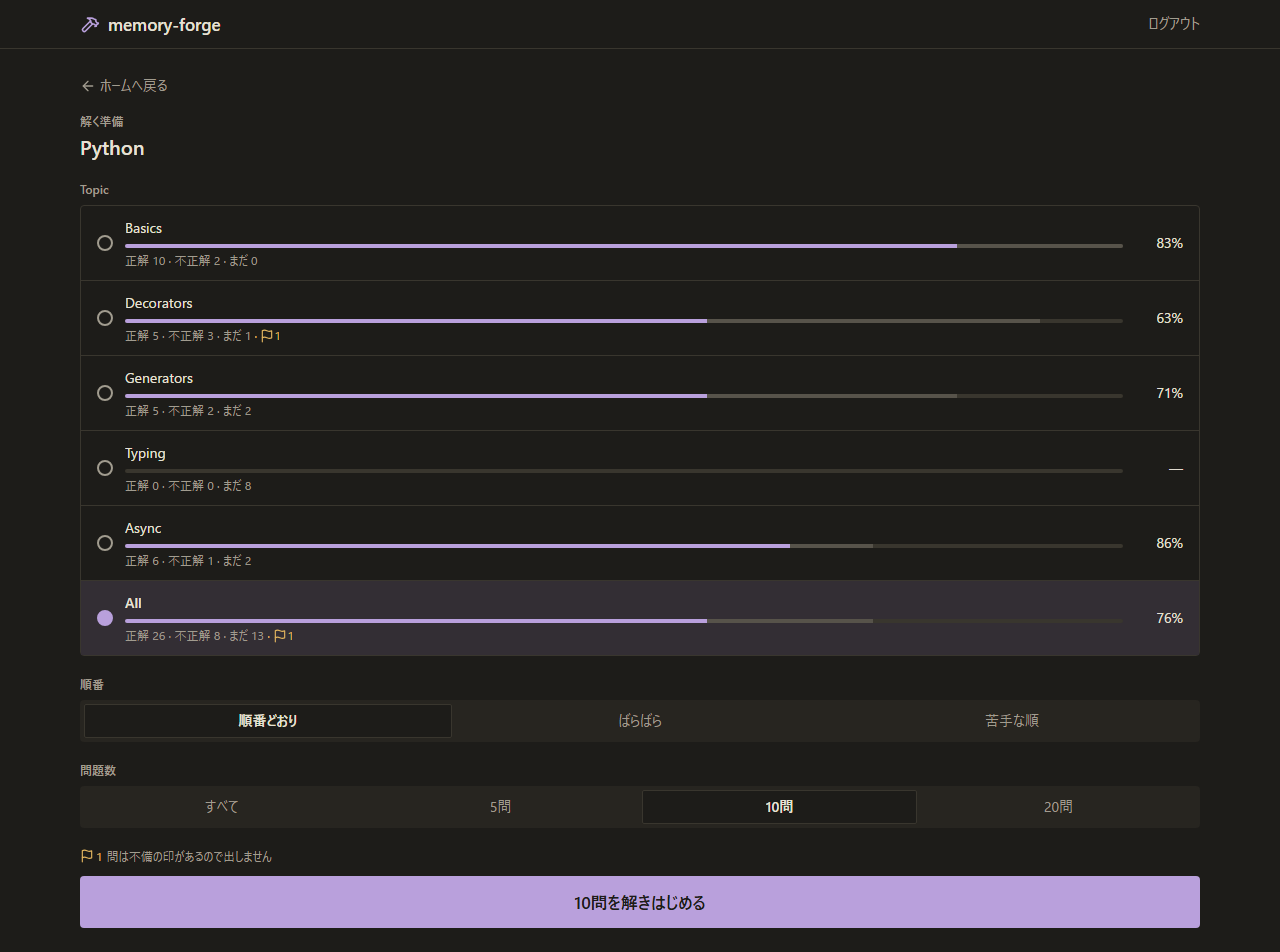 memory-forge
ログアウト
← ホームへ戻る
解く準備
Python
Topic
Basics
83%
正解 10 · 不正解 2 · まだ 0
Decorators
63%
正解 5 · 不正解 3 · まだ 1 · 1
Generators
71%
正解 5 · 不正解 2 · まだ 2
Typing
—
正解 0 · 不正解 0 · まだ 8
Async
86%
正解 6 · 不正解 1 · まだ 2
All
76%
正解 26 · 不正解 8 · まだ 13 · 1
順番
順番どおり ばらばら 苦手な順
問題数
すべて 5問 10問 20問
1 問は不備の印があるので出しません
10問を解きはじめる